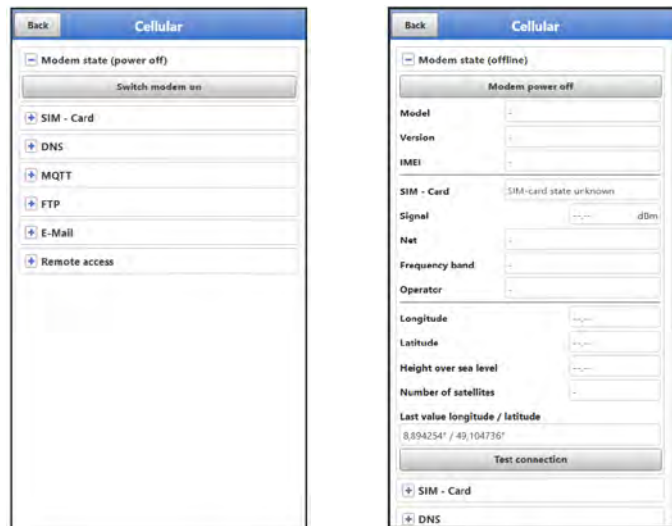 Back Cellular
Modem state (power off)
Switch modem on
SIM - Card
DNS
MQTT
FTP
E-Mail
Remote access
Back Cellular
Modem state (offline)
Modem power off
Model -
Version -
IMEI -
SIM - Card SIM-card state unknown
Signal --,-- dBm
Net -
Frequency band -
Operator -
Longitude --,--
Latitude --,--
Height over sea level --,--
Number of satellites -
Last value longitude / latitude
8,894254° / 49,104736°
Test connection
SIM - Card
DNS